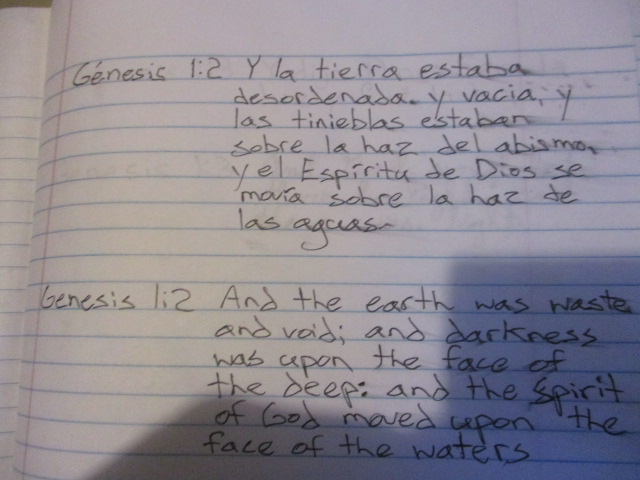 Génesis 1:2 Y la tierra estaba
desordenada. y vacia, y
las tinieblas estaban
sobre la haz del abismo,
y el Espíritu de Dios se
movía sobre la haz de
las aguas~
Genesis 1:2 And the earth was waste
and void; and darkness
was upon the face of
the deep: and the Spirit
of God moved upon the
face of the waters